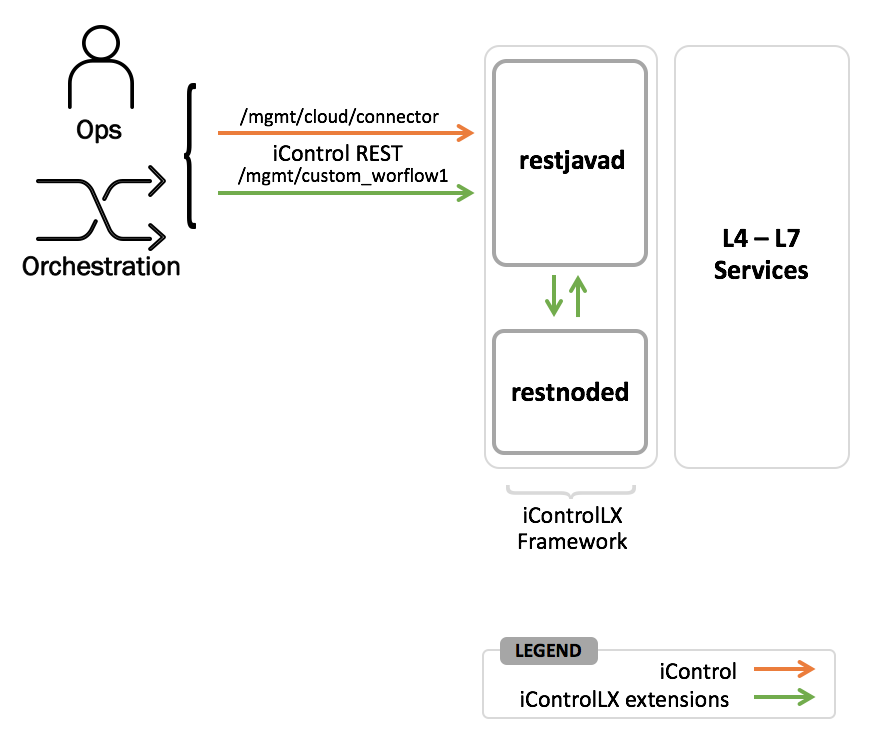 Ops
Orchestration
/mgmt/cloud/connector
iControl REST
/mgmt/custom_worflow1
restjavad
restnoded
iControlLX
Framework
L4 – L7
Services
LEGEND
iControl
iControlLX extensions